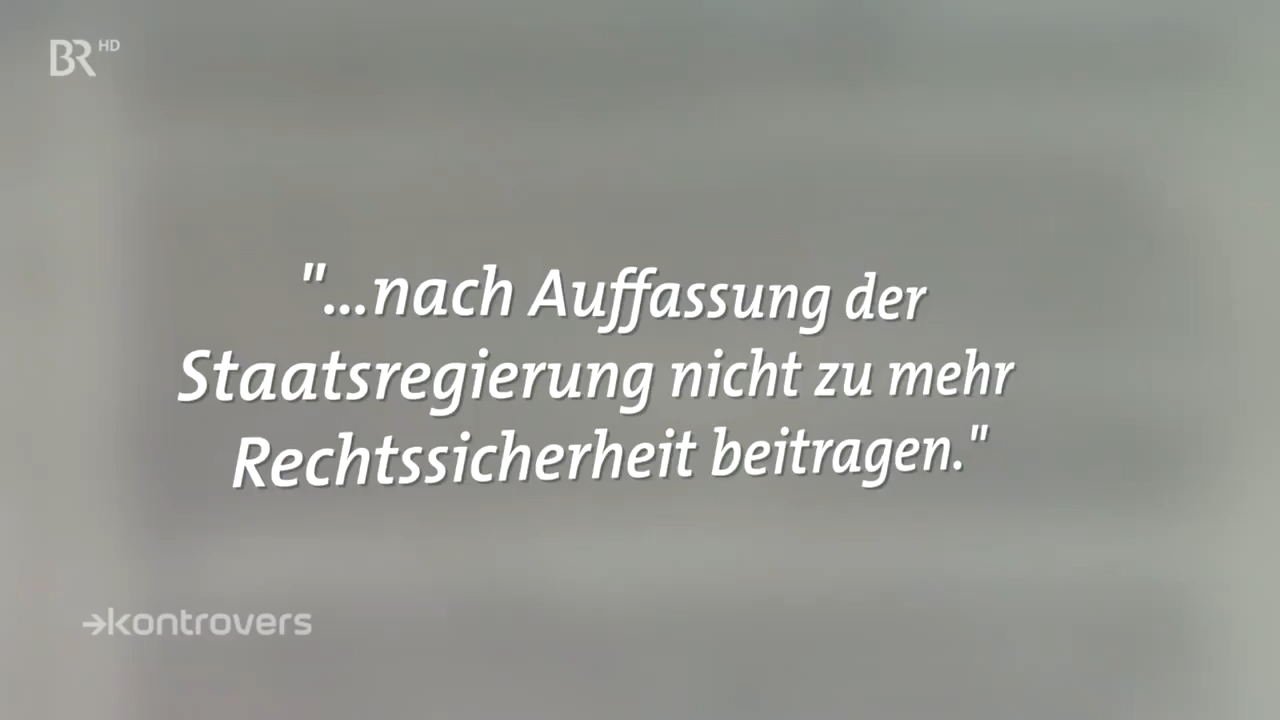 BR HD
"...nach Auffassung der
Staatsregierung nicht zu mehr
Rechtssicherheit beitragen."
→kontrovers